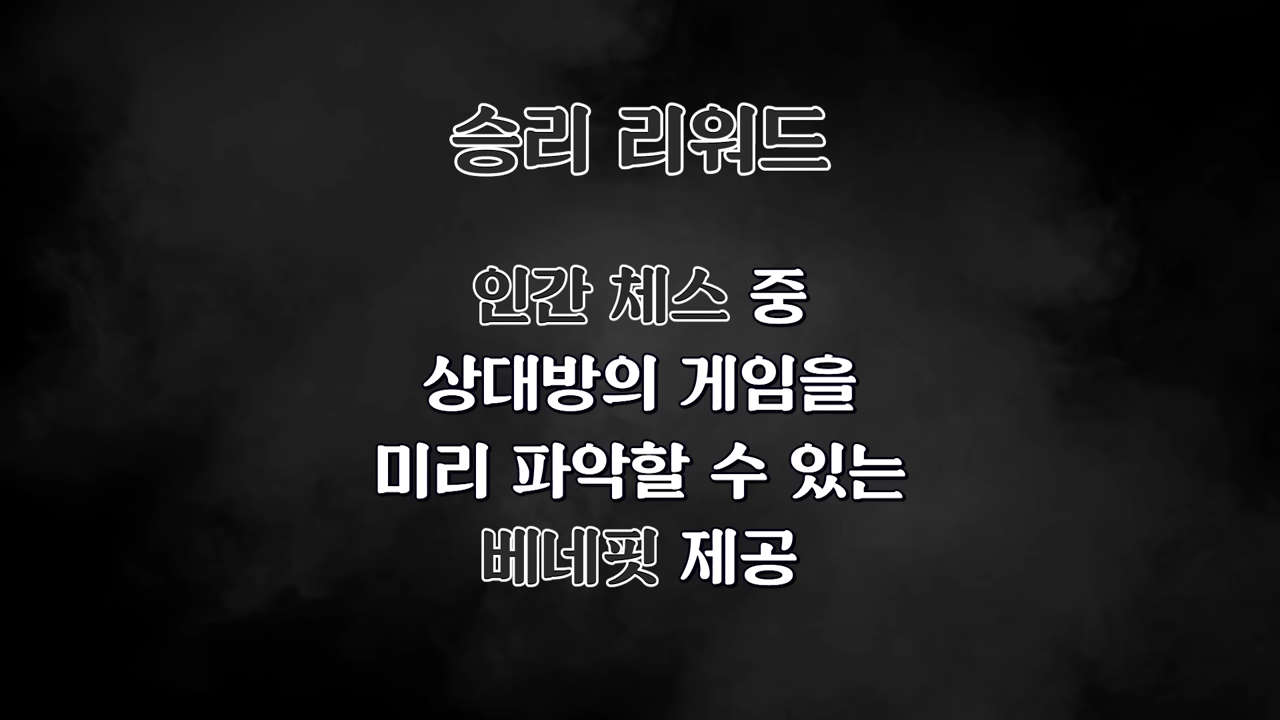 승리 리워드
인간 체스 중
상대방의 게임을
미리 파악할 수 있는
베네핏 제공